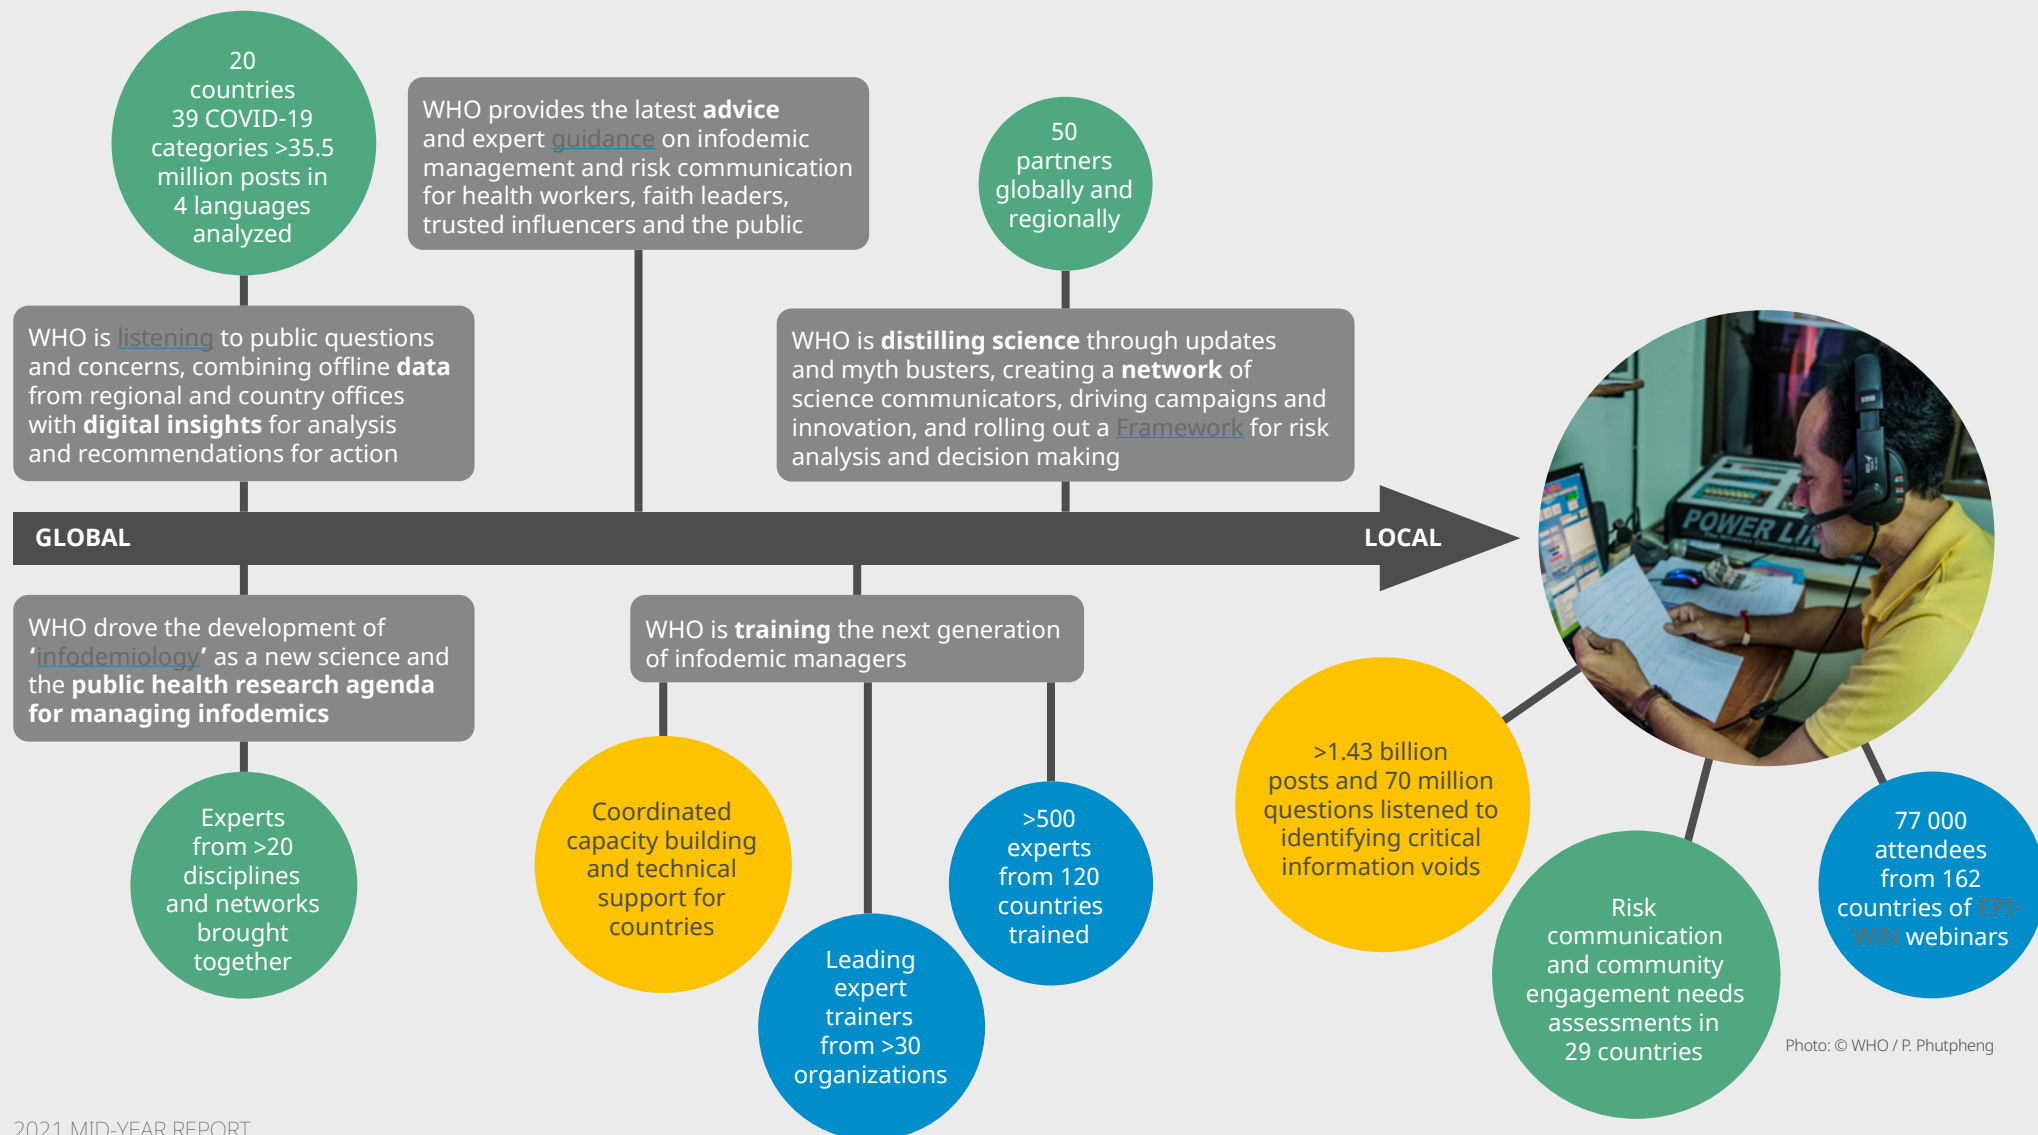 20
countries
39 COVID-19
categories >35.5
million posts in
4 languages
analyzed
WHO provides the latest advice
and expert guidance on infodemic
management and risk communication
for health workers, faith leaders,
trusted influencers and the public
50
partners
globally and
regionally
WHO is listening to public questions
and concerns, combining offline data
from regional and country offices
with digital insights for analysis
and recommendations for action
WHO is distilling science through updates
and myth busters, creating a network of
science communicators, driving campaigns and
innovation, and rolling out a Framework for risk
analysis and decision making
GLOBAL
LOCAL
POWER LIN
WHO drove the development of
‘infodemiology’ as a new science and
the public health research agenda
for managing infodemics
WHO is training the next generation
of infodemic managers
Experts
from >20
disciplines
and networks
brought
together
Coordinated
capacity building
and technical
support for
countries
Leading
expert
trainers
from >30
organizations
>500
experts
from 120
countries
trained
>1.43 billion
posts and 70 million
questions listened to
identifying critical
information voids
Risk
communication
and community
engagement needs
assessments in
29 countries
77 000
attendees
from 162
countries of EPI-
WIN webinars
Photo: © WHO / P. Phutpheng
2021 MID-YEAR REPORT